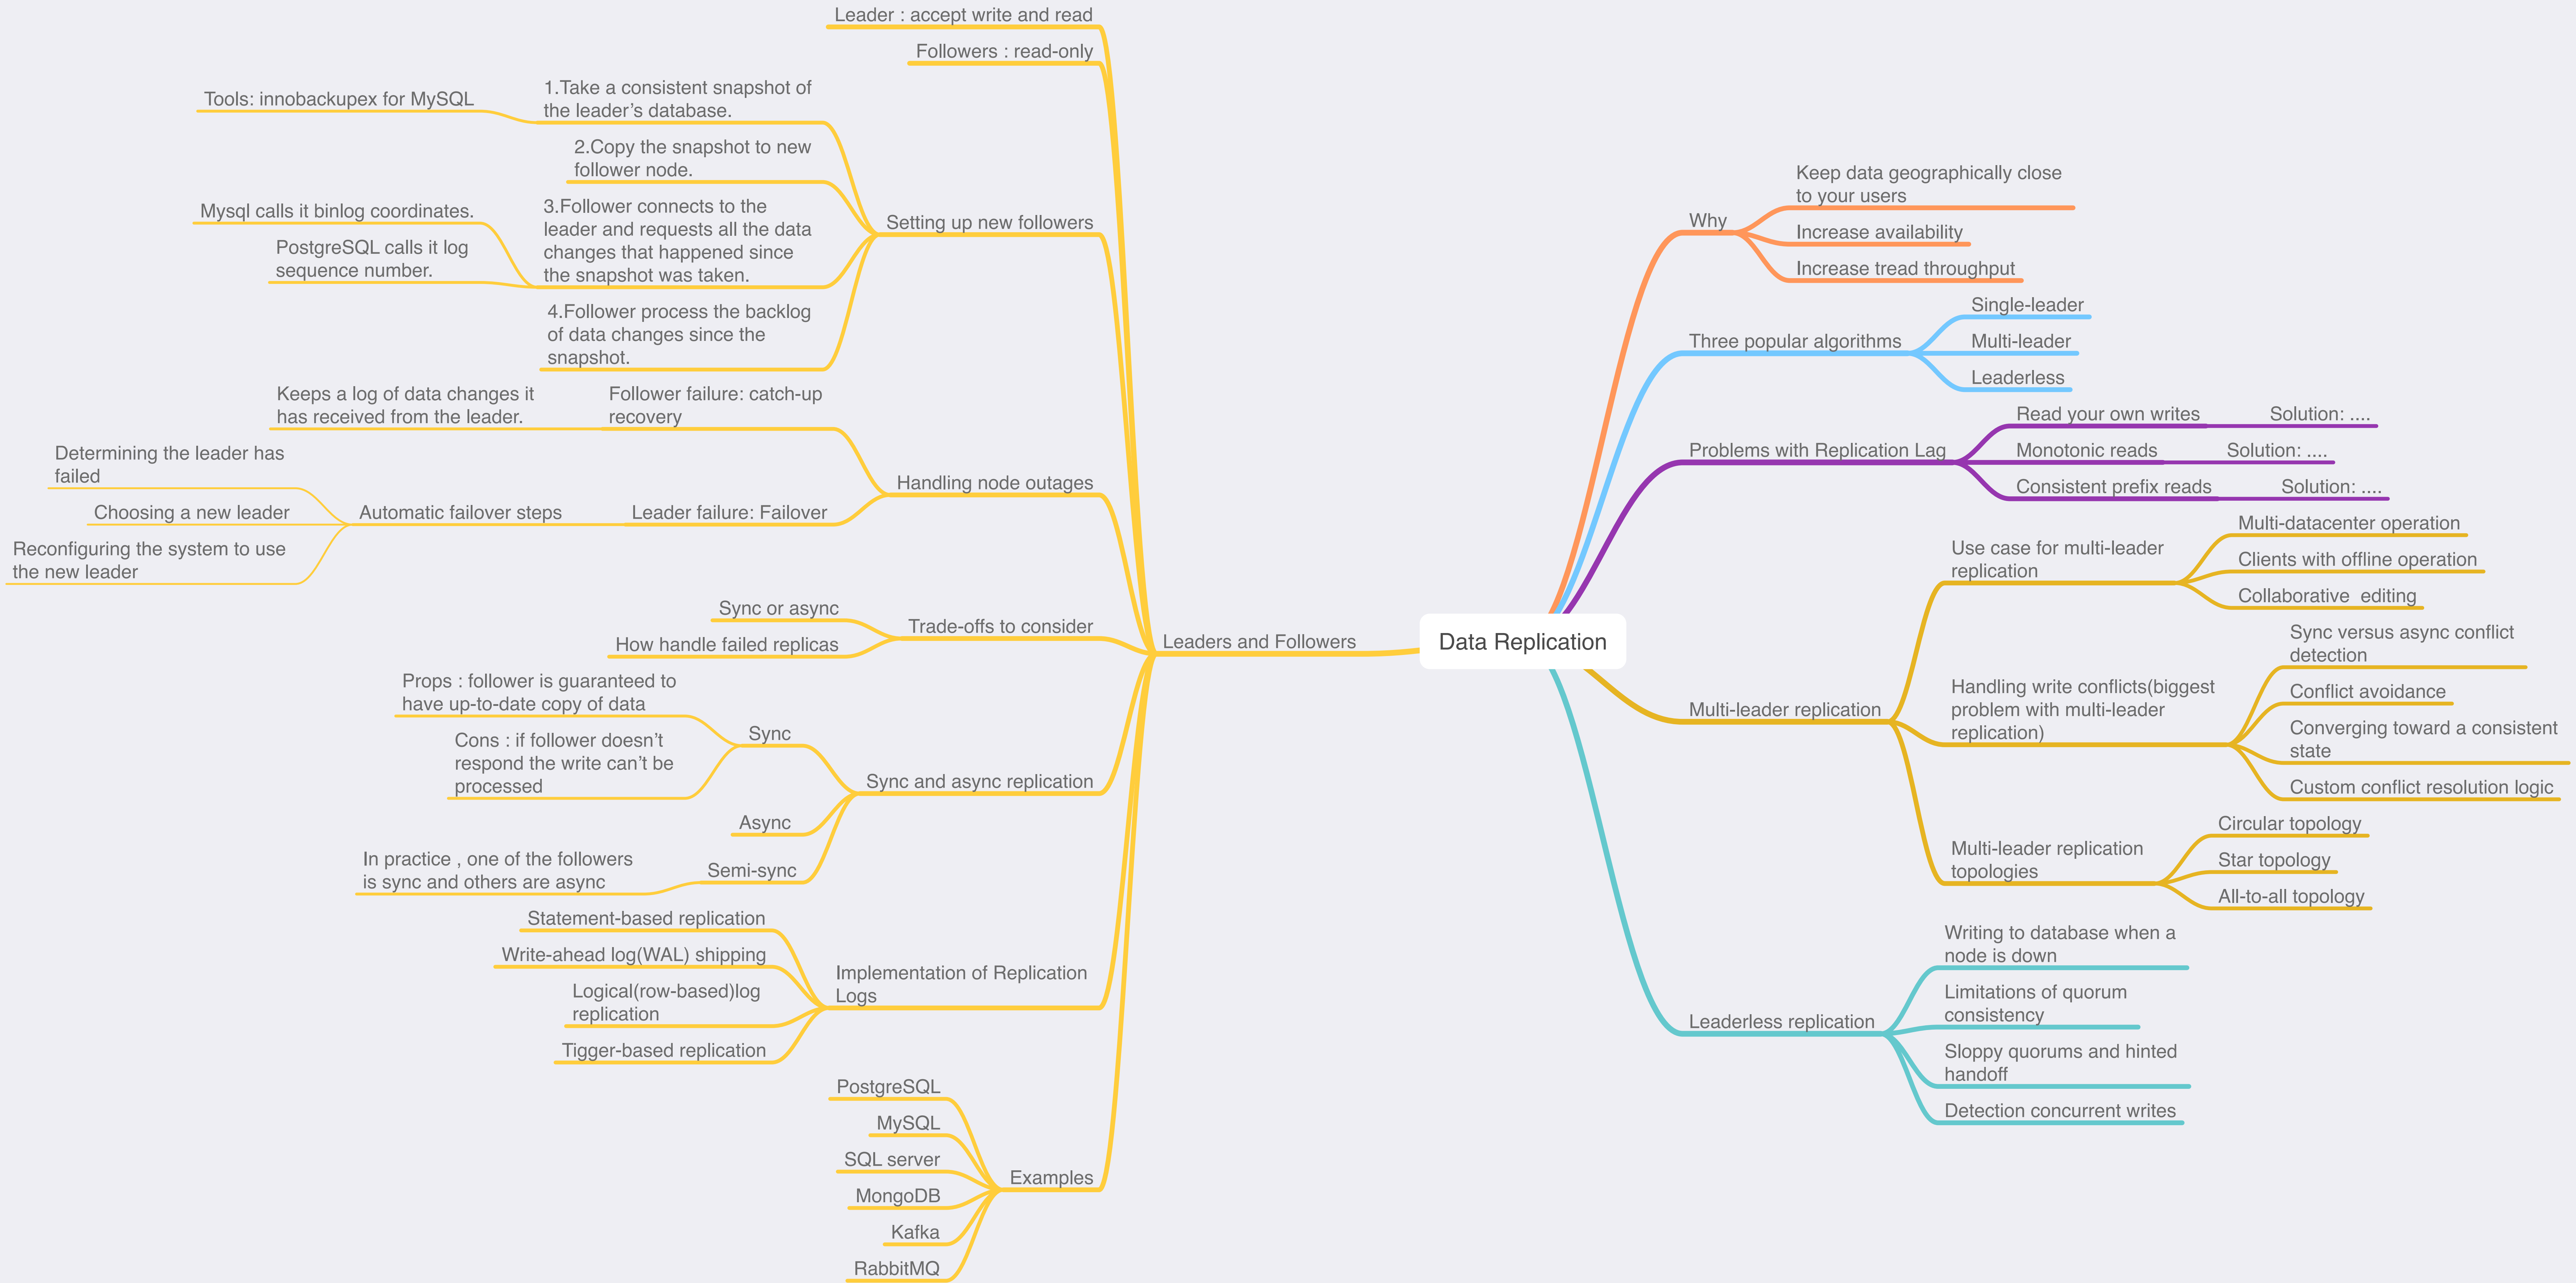 Data Replication
Leaders and Followers
Leader : accept write and read
Followers : read-only
Setting up new followers
1.Take a consistent snapshot of
the leader’s database.
Tools: innobackupex for MySQL
2.Copy the snapshot to new
follower node.
3.Follower connects to the
leader and requests all the data
changes that happened since
the snapshot was taken.
Mysql calls it binlog coordinates.
PostgreSQL calls it log
sequence number.
4.Follower process the backlog
of data changes since the
snapshot.
Handling node outages
Follower failure: catch-up
recovery
Keeps a log of data changes it
has received from the leader.
Leader failure: Failover
Automatic failover steps
Determining the leader has
failed
Choosing a new leader
Reconfiguring the system to use
the new leader
Trade-offs to consider
Sync or async
How handle failed replicas
Sync and async replication
Sync
Props : follower is guaranteed to
have up-to-date copy of data
Cons : if follower doesn’t
respond the write can’t be
processed
Async
Semi-sync
In practice , one of the followers
is sync and others are async
Implementation of Replication
Logs
Statement-based replication
Write-ahead log(WAL) shipping
Logical(row-based)log
replication
Tigger-based replication
Examples
PostgreSQL
MySQL
SQL server
MongoDB
Kafka
RabbitMQ
Why
Keep data geographically close
to your users
Increase availability
Increase tread throughput
Three popular algorithms
Single-leader
Multi-leader
Leaderless
Problems with Replication Lag
Read your own writes
Solution: ....
Monotonic reads
Solution: ....
Consistent prefix reads
Solution: ....
Multi-leader replication
Use case for multi-leader
replication
Multi-datacenter operation
Clients with offline operation
Collaborative  editing
Handling write conflicts(biggest
problem with multi-leader
replication)
Sync versus async conflict
detection
Conflict avoidance
Converging toward a consistent
state
Custom conflict resolution logic
Multi-leader replication
topologies
Circular topology
Star topology
All-to-all topology
Leaderless replication
Writing to database when a
node is down
Limitations of quorum
consistency
Sloppy quorums and hinted
handoff
Detection concurrent writes